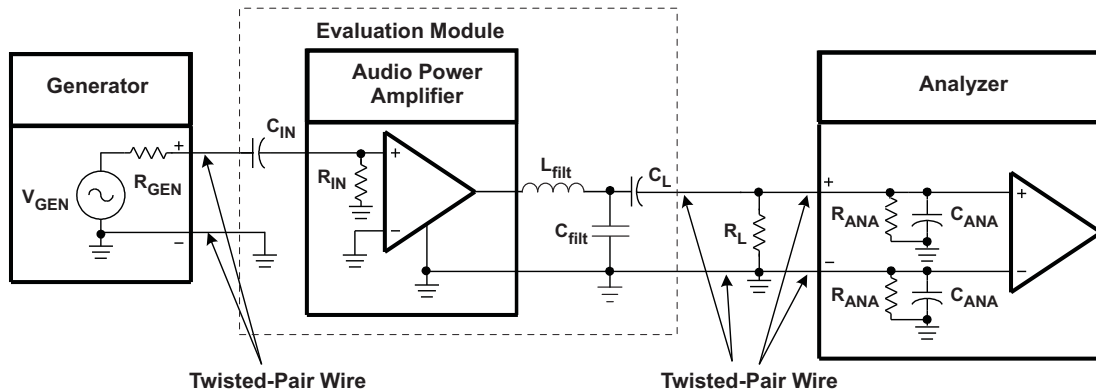 Evaluation Module
Generator
Audio Power
Amplifier
Analyzer
C_IN
+
R_GEN
V_GEN
−
R_IN
+
−
L_filt
C_L
C_filt
R_L
+
R_ANA
C_ANA
+
−
R_ANA
C_ANA
−
Twisted-Pair Wire
Twisted-Pair Wire